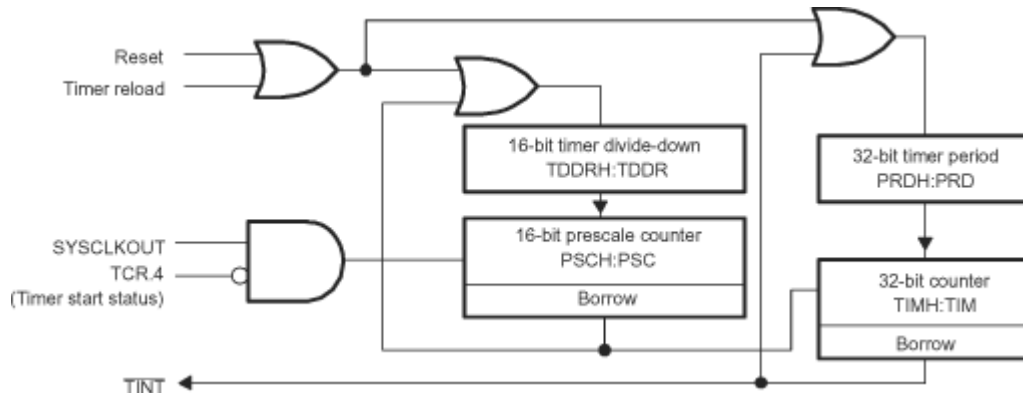 Reset
Timer reload
16-bit timer divide-down
TDDRH:TDDR
32-bit timer period
PRDH:PRD
SYSCLKOUT
TCR.4
(Timer start status)
16-bit prescale counter
PSCH:PSC
Borrow
32-bit counter
TIMH:TIM
Borrow
TINT